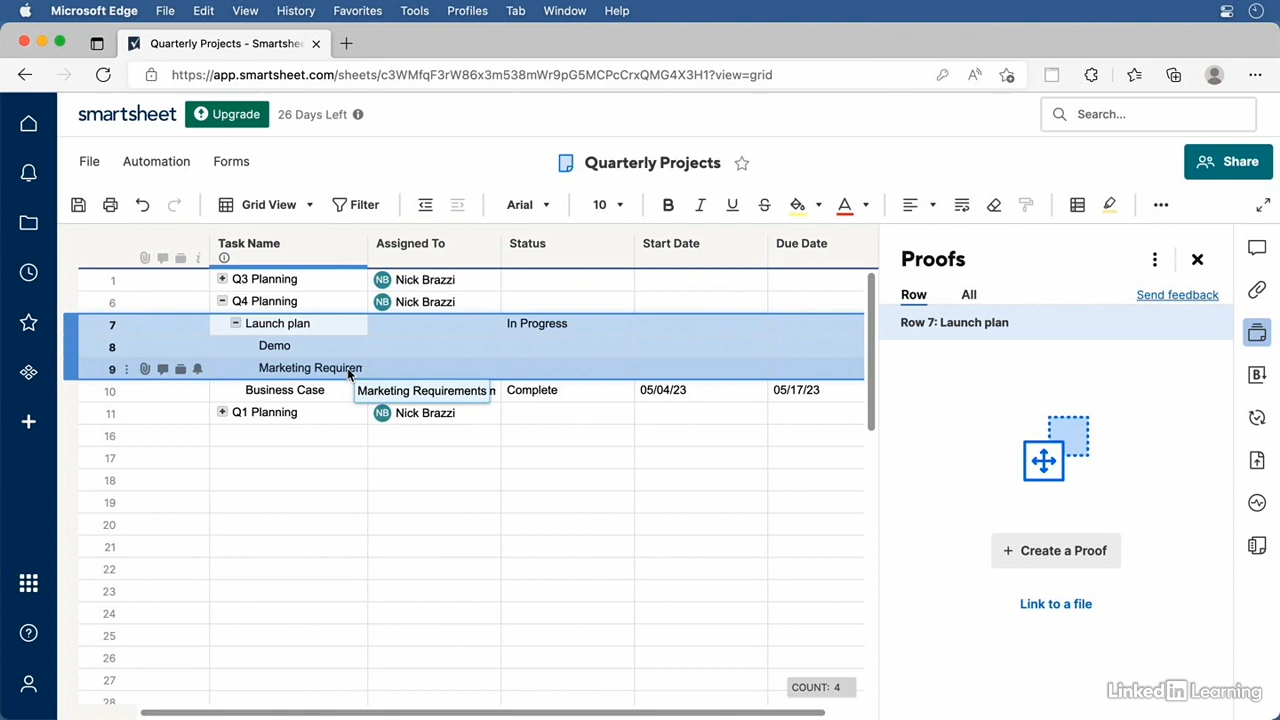 Microsoft Edge File Edit View History Favorites Tools Profiles Tab Window Help
Quarterly Projects - Smartshe
https://app.smartsheet.com/sheets/c3WMfqF3rW86x3m538mWr9pG5MCPcCrxQMG4X3H1?view=grid
smartsheet Upgrade 26 Days Left Search...
File Automation Forms Quarterly Projects Share
Grid View Filter Arial 10 B I U S A
Task Name Assigned To Status Start Date Due Date
1 Q3 Planning NB Nick Brazzi
6 Q4 Planning NB Nick Brazzi
7 Launch plan In Progress
8 Demo
9 Marketing Requirem
10 Business Case Marketing Requirements Complete 05/04/23 05/17/23
11 Q1 Planning NB Nick Brazzi
16
17
18
19
20
21
22
23
24
25
26
27
28
COUNT: 4
Proofs
Row All Send feedback
Row 7: Launch plan
+ Create a Proof
Link to a file
LinkedIn Learning